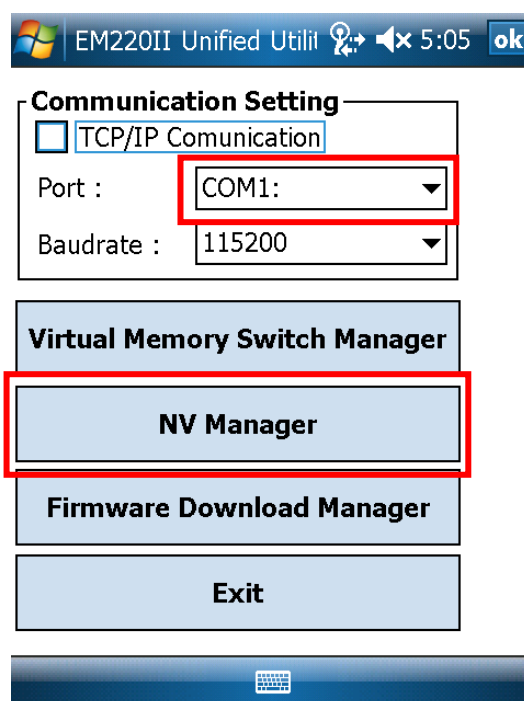 EM220II Unified Utilit 5:05 ok
Communication Setting
TCP/IP Comunication
Port : COM1:
Baudrate : 115200
Virtual Memory Switch Manager
NV Manager
Firmware Download Manager
Exit